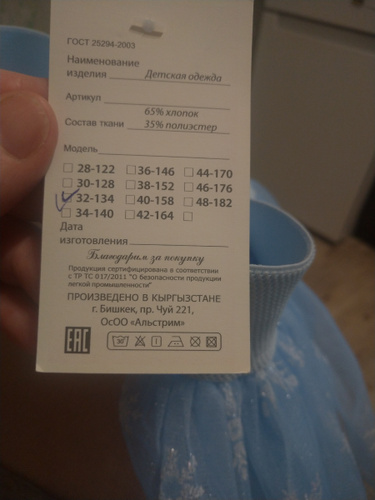 ГОСТ 25294-2003
Наименование
изделия Детская одежда
Артикул
65% хлопок
Состав ткани 35% полиэстер
Модель
28-122 36-146 44-170
30-128 38-152 46-176
32-134 40-158 48-182
34-140 42-164
Дата
изготовления
Благодарим за покупку
Продукция сертифицирована в соответствии
с ТР ТС 017/2011 "О безопасности продукции
легкой промышленности"
ПРОИЗВЕДЕНО В КЫРГЫЗСТАНЕ
г. Бишкек, пр. Чуй 221,
ОсОО «Альстрим»
EAC